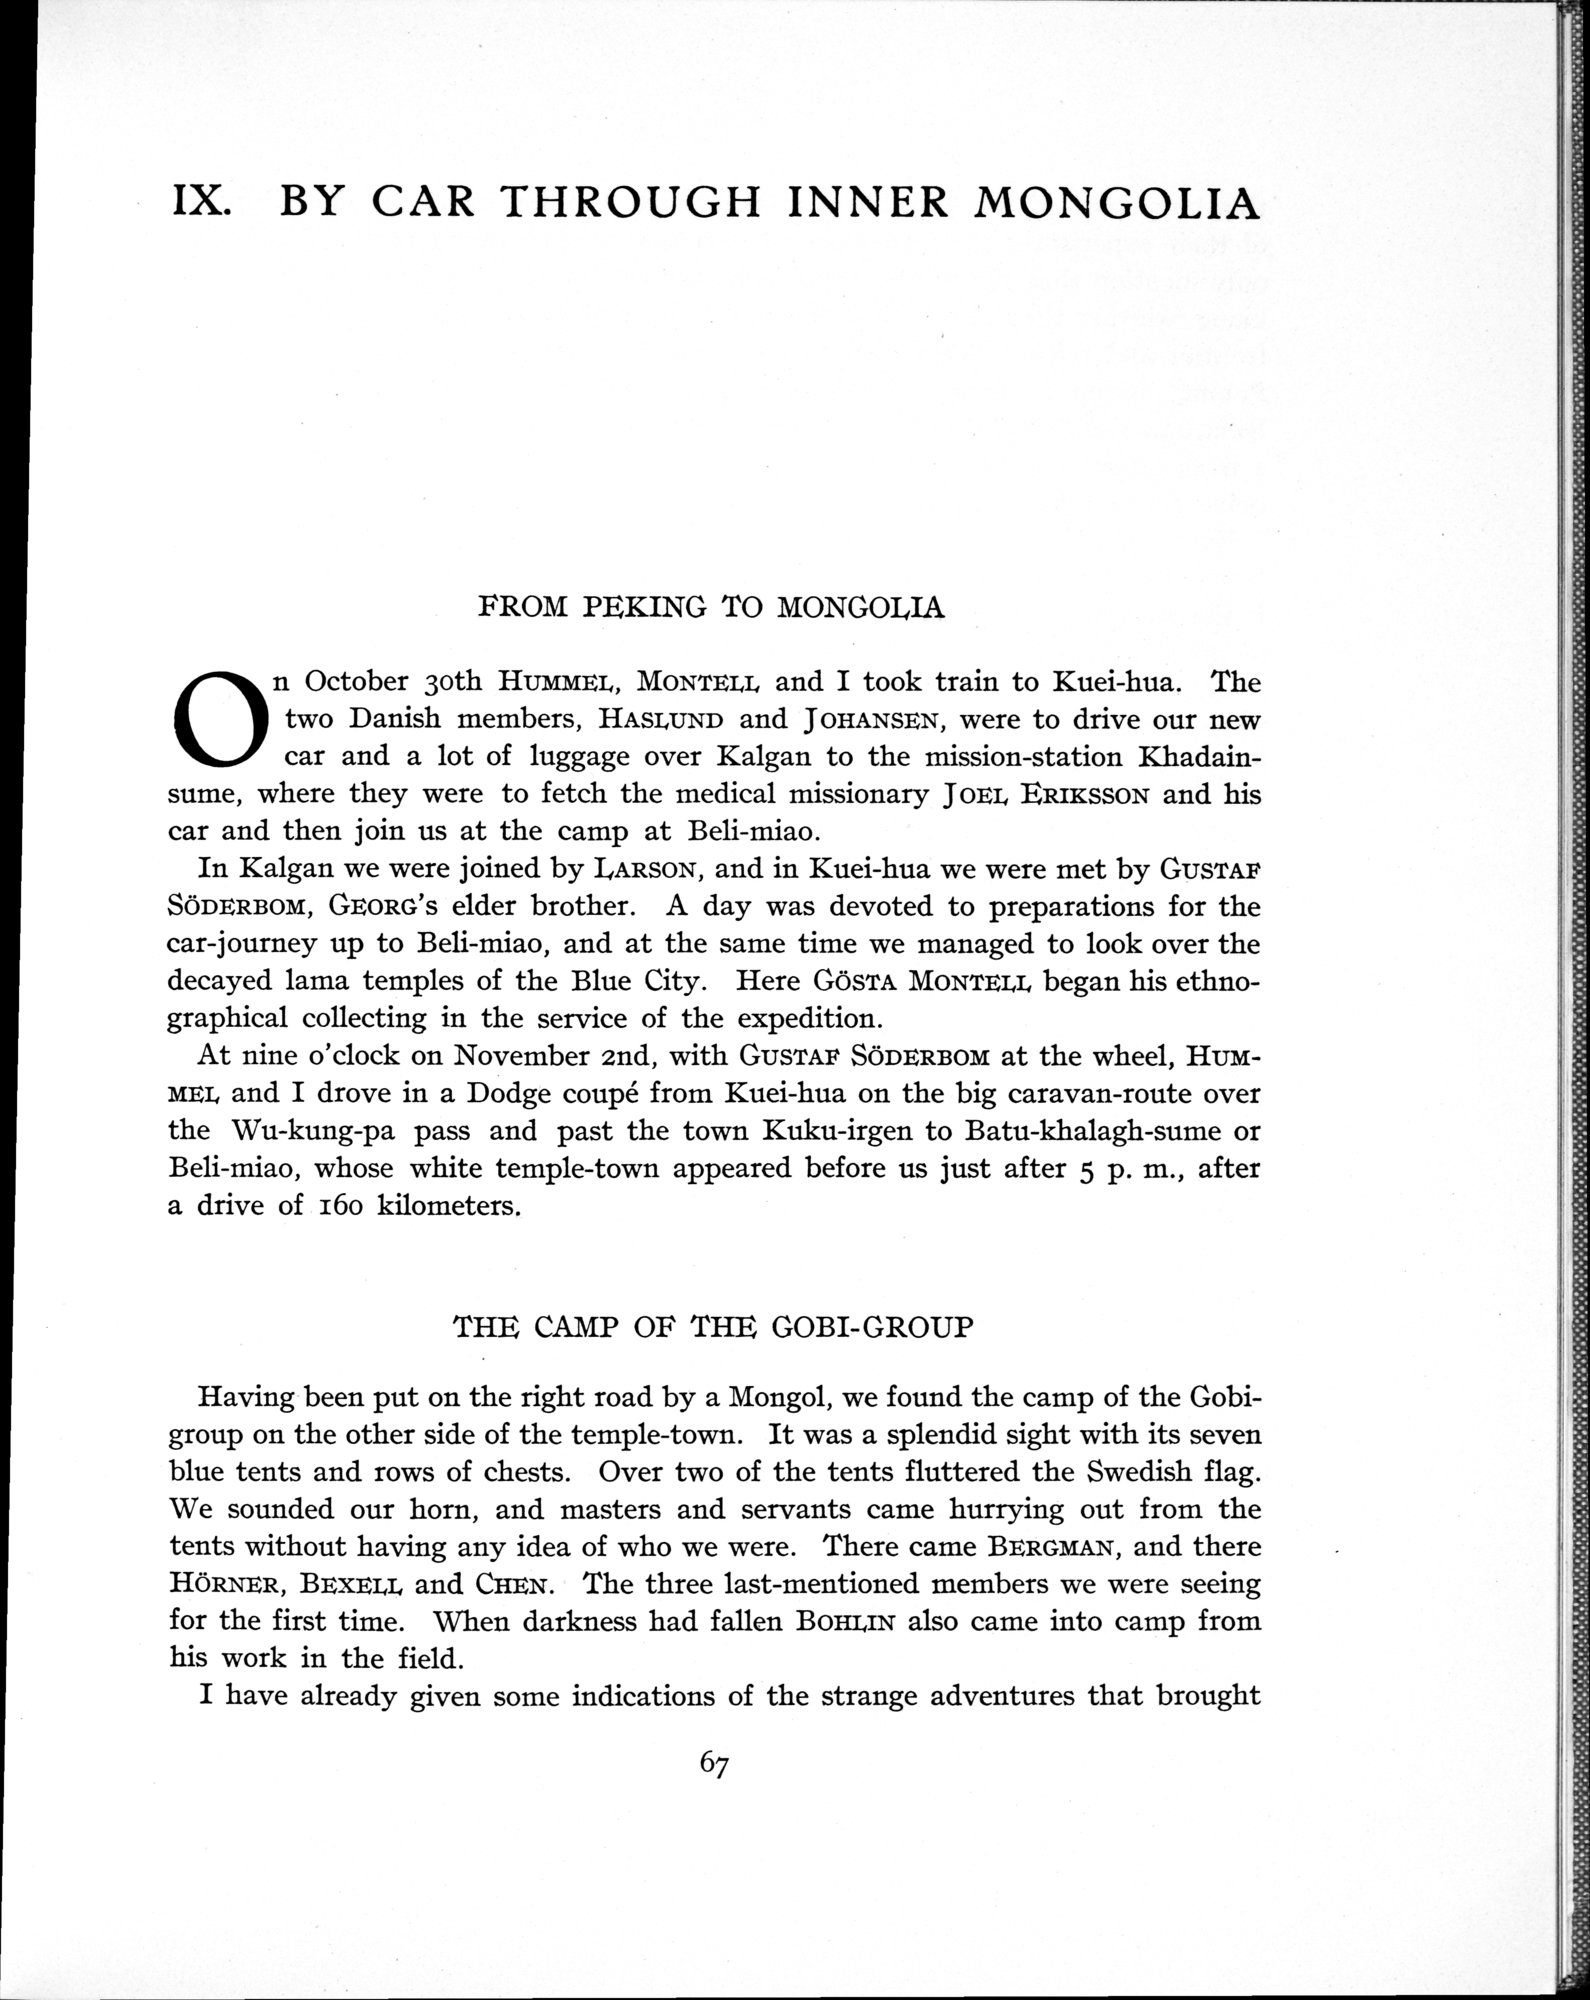 IX. BY CAR THROUGH INNER MONGOLIA
FROM PEKING TO MONGOLIA
On October 30th HUMMEL, MONTELL and I took train to Kuei-hua. The
two Danish members, HASLUND and JOHANSEN, were to drive our new
car and a lot of luggage over Kalgan to the mission-station Khadain-
sume, where they were to fetch the medical missionary JOEL ERIKSSON and his
car and then join us at the camp at Beli-miao.
In Kalgan we were joined by LARSON, and in Kuei-hua we were met by GUSTAF
SÖDERBOM, GEORG's elder brother. A day was devoted to preparations for the
car-journey up to Beli-miao, and at the same time we managed to look over the
decayed lama temples of the Blue City. Here GÖSTA MONTELL began his ethno-
graphical collecting in the service of the expedition.
At nine o'clock on November 2nd, with GUSTAF SÖDERBOM at the wheel, HUM-
MEL and I drove in a Dodge coupé from Kuei-hua on the big caravan-route over
the Wu-kung-pa pass and past the town Kuku-irgen to Batu-khalagh-sume or
Beli-miao, whose white temple-town appeared before us just after 5 p. m., after
a drive of 160 kilometers.
THE CAMP OF THE GOBI-GROUP
Having been put on the right road by a Mongol, we found the camp of the Gobi-
group on the other side of the temple-town. It was a splendid sight with its seven
blue tents and rows of chests. Over two of the tents fluttered the Swedish flag.
We sounded our horn, and masters and servants came hurrying out from the
tents without having any idea of who we were. There came BERGMAN, and there
HÖRNER, BEXELL and CHEN. The three last-mentioned members we were seeing
for the first time. When darkness had fallen BOHLIN also came into camp from
his work in the field.
I have already given some indications of the strange adventures that brought
67